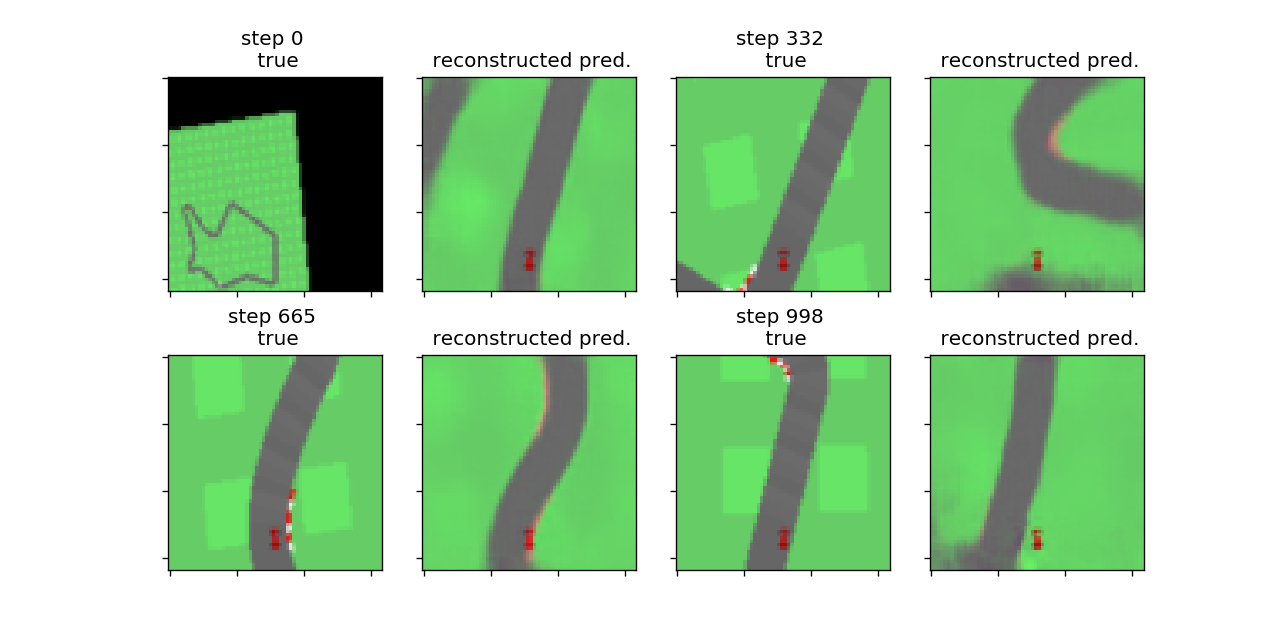 step 0
true
reconstructed pred.
step 332
true
reconstructed pred.
step 665
true
reconstructed pred.
step 998
true
reconstructed pred.